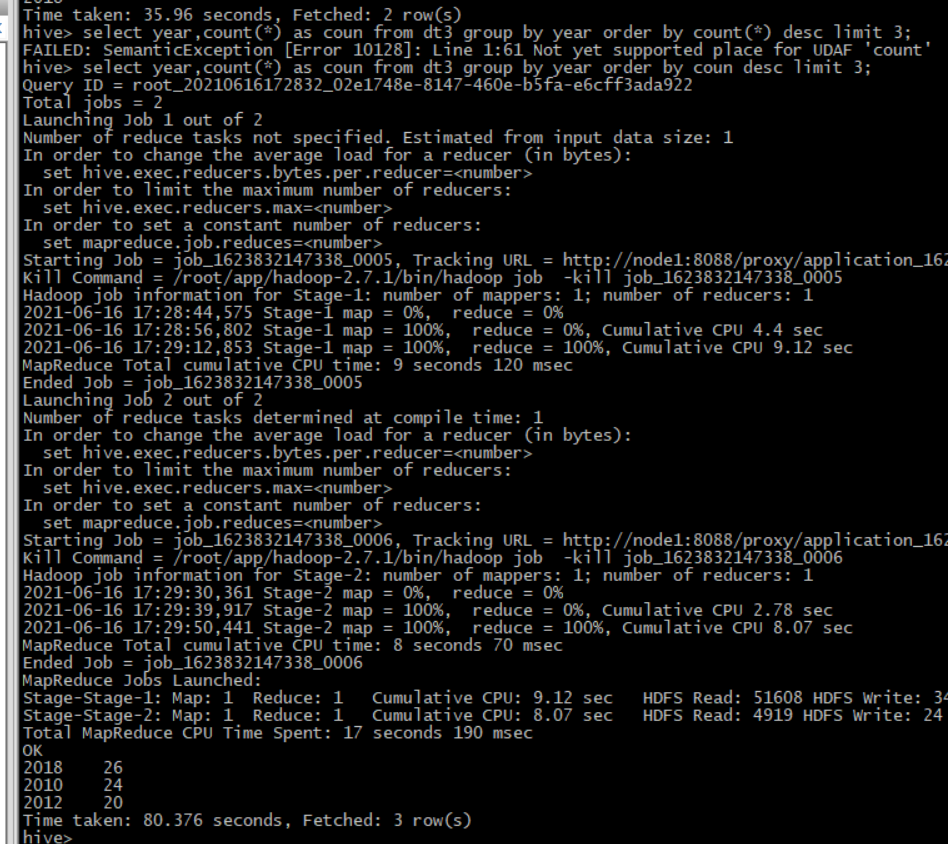 Time taken: 35.96 seconds, Fetched: 2 row(s)
hive> select year,count(*) as coun from dt3 group by year order by count(*) desc limit 3;
FAILED: SemanticException [Error 10128]: Line 1:61 Not yet supported place for UDAF 'count'
hive> select year,count(*) as coun from dt3 group by year order by coun desc limit 3;
Query ID = root_20210616172832_02e1748e-8147-460e-b5fa-e6cff3ada922
Total jobs = 2
Launching Job 1 out of 2
Number of reduce tasks not specified. Estimated from input data size: 1
In order to change the average load for a reducer (in bytes):
  set hive.exec.reducers.bytes.per.reducer=<number>
In order to limit the maximum number of reducers:
  set hive.exec.reducers.max=<number>
In order to set a constant number of reducers:
  set mapreduce.job.reduces=<number>
Starting Job = job_1623832147338_0005, Tracking URL = http://node1:8088/proxy/application_162
Kill Command = /root/app/hadoop-2.7.1/bin/hadoop job  -kill job_1623832147338_0005
Hadoop job information for Stage-1: number of mappers: 1; number of reducers: 1
2021-06-16 17:28:44,575 Stage-1 map = 0%,  reduce = 0%
2021-06-16 17:28:56,802 Stage-1 map = 100%,  reduce = 0%, Cumulative CPU 4.4 sec
2021-06-16 17:29:12,853 Stage-1 map = 100%,  reduce = 100%, Cumulative CPU 9.12 sec
MapReduce Total cumulative CPU time: 9 seconds 120 msec
Ended Job = job_1623832147338_0005
Launching Job 2 out of 2
Number of reduce tasks determined at compile time: 1
In order to change the average load for a reducer (in bytes):
  set hive.exec.reducers.bytes.per.reducer=<number>
In order to limit the maximum number of reducers:
  set hive.exec.reducers.max=<number>
In order to set a constant number of reducers:
  set mapreduce.job.reduces=<number>
Starting Job = job_1623832147338_0006, Tracking URL = http://node1:8088/proxy/application_162
Kill Command = /root/app/hadoop-2.7.1/bin/hadoop job  -kill job_1623832147338_0006
Hadoop job information for Stage-2: number of mappers: 1; number of reducers: 1
2021-06-16 17:29:30,361 Stage-2 map = 0%,  reduce = 0%
2021-06-16 17:29:39,917 Stage-2 map = 100%,  reduce = 0%, Cumulative CPU 2.78 sec
2021-06-16 17:29:50,441 Stage-2 map = 100%,  reduce = 100%, Cumulative CPU 8.07 sec
MapReduce Total cumulative CPU time: 8 seconds 70 msec
Ended Job = job_1623832147338_0006
MapReduce Jobs Launched:
Stage-Stage-1: Map: 1  Reduce: 1   Cumulative CPU: 9.12 sec   HDFS Read: 51608 HDFS Write: 34
Stage-Stage-2: Map: 1  Reduce: 1   Cumulative CPU: 8.07 sec   HDFS Read: 4919 HDFS Write: 24
Total MapReduce CPU Time Spent: 17 seconds 190 msec
OK
2018    26
2010    24
2012    20
Time taken: 80.376 seconds, Fetched: 3 row(s)
hive>